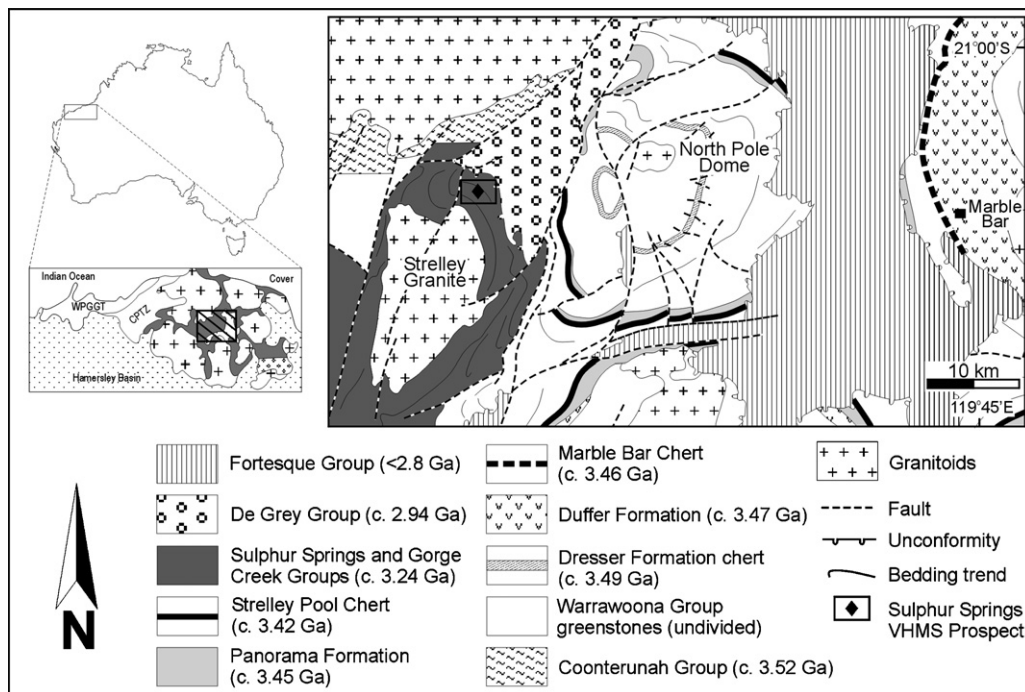 21°00'S
North Pole
Dome
Marble
Bar
Strelley
Granite
10 km
119°45'E
Indian Ocean
Cover
WPGGT
CPTZ
Hamersley Basin
Fortesque Group (<2.8 Ga)
De Grey Group (c. 2.94 Ga)
Sulphur Springs and Gorge
Creek Groups (c. 3.24 Ga)
Strelley Pool Chert
(c. 3.42 Ga)
Panorama Formation
(c. 3.45 Ga)
Marble Bar Chert
(c. 3.46 Ga)
Duffer Formation (c. 3.47 Ga)
Dresser Formation chert
(c. 3.49 Ga)
Warrawoona Group
greenstones (undivided)
Coonterunah Group (c. 3.52 Ga)
Granitoids
Fault
Unconformity
Bedding trend
Sulphur Springs
VHMS Prospect
N